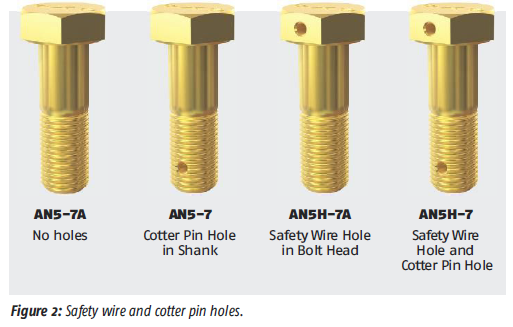 AN5-7A
No holes
AN5-7
Cotter Pin Hole
in Shank
AN5H-7A
Safety Wire Hole
in Bolt Head
AN5H-7
Safety Wire
Hole and
Cotter Pin Hole
Figure 2: Safety wire and cotter pin holes.